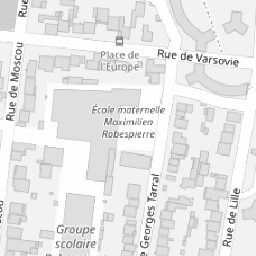 Rue
Place de
l'Europe
Rue de Varsovie
Rue de Moscou
École maternelle
Maximilien
Robespierre
Georges Tarral
Rue de Lille
Groupe
scolaire